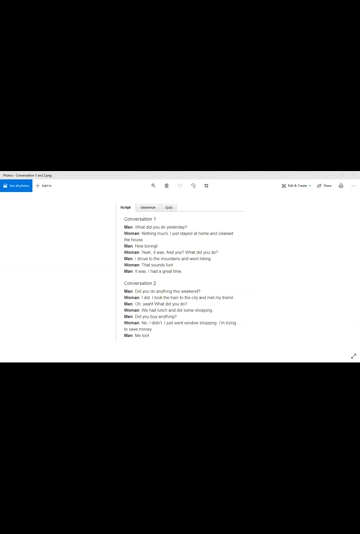 Photos - Conversation 1 and 2.png
See all photos
Add to
Edit & Create
Share
Script
Grammar
Quiz
Conversation 1
Man: What did you do yesterday?
Woman: Nothing much. I just stayed at home and cleaned
the house.
Man: How boring!
Woman: Yeah, it was. And you? What did you do?
Man: I drove to the mountains and went hiking.
Woman: That sounds fun!
Man: It was. I had a great time.
Conversation 2
Man: Did you do anything this weekend?
Woman: I did. I took the train to the city and met my friend.
Man: Oh, yeah! What did you do?
Woman: We had lunch and did some shopping.
Man: Did you buy anything?
Woman: No, I didn't. I just went window shopping. I'm trying
to save money.
Man: Me too!